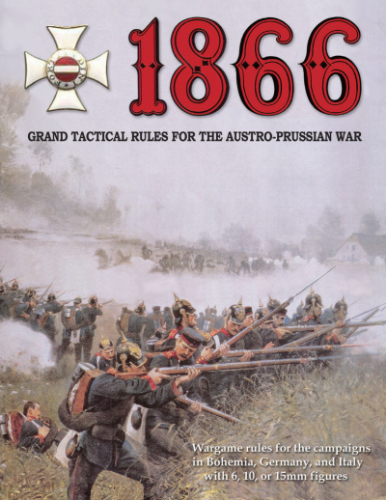 1866
GRAND TACTICAL RULES FOR THE AUSTRO-PRUSSIAN WAR
Wargame rules for the campaigns
in Bohemia, Germany, and Italy
with 6, 10, or 15mm figures